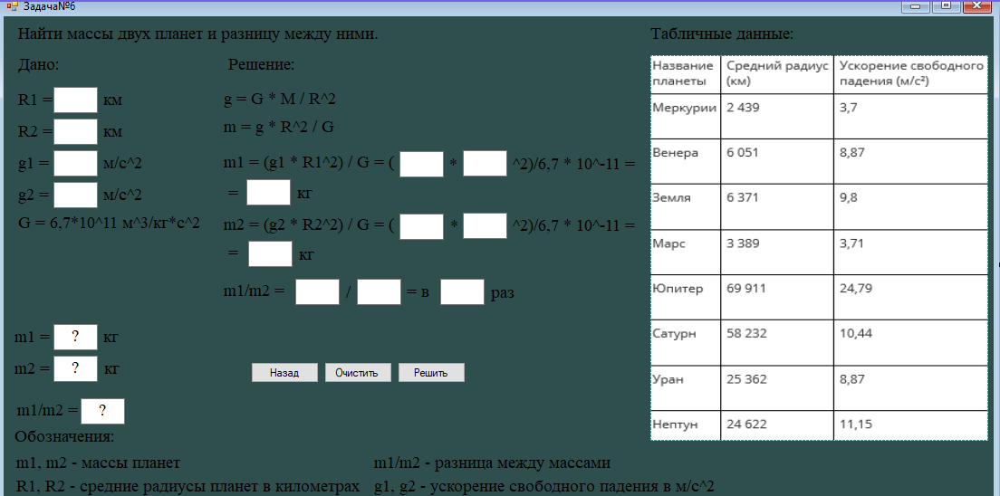 Задача№6
Найти массы двух планет и разницу между ними.
Дано:
R1 = км
R2 = км
g1 = м/с^2
g2 = м/с^2
G = 6,7*10^11 м^3/кг*с^2
Решение:
g = G * M / R^2
m = g * R^2 / G
m1 = (g1 * R1^2) / G = ( * ^2)/6,7 * 10^-11 =
= кг
m2 = (g2 * R2^2) / G = ( * ^2)/6,7 * 10^-11 =
= кг
m1/m2 = / = в раз
m1 = ? кг
m2 = ? кг
m1/m2 = ?
Назад Очистить Решить
Табличные данные:
Название планеты Средний радиус (км) Ускорение свободного падения (м/с²)
Меркурии 2 439 3,7
Венера 6 051 8,87
Земля 6 371 9,8
Марс 3 389 3,71
Юпитер 69 911 24,79
Сатурн 58 232 10,44
Уран 25 362 8,87
Нептун 24 622 11,15
Обозначения:
m1, m2 - массы планет m1/m2 - разница между массами
R1, R2 - средние радиусы планет в километрах g1, g2 - ускорение свободного падения в м/с^2